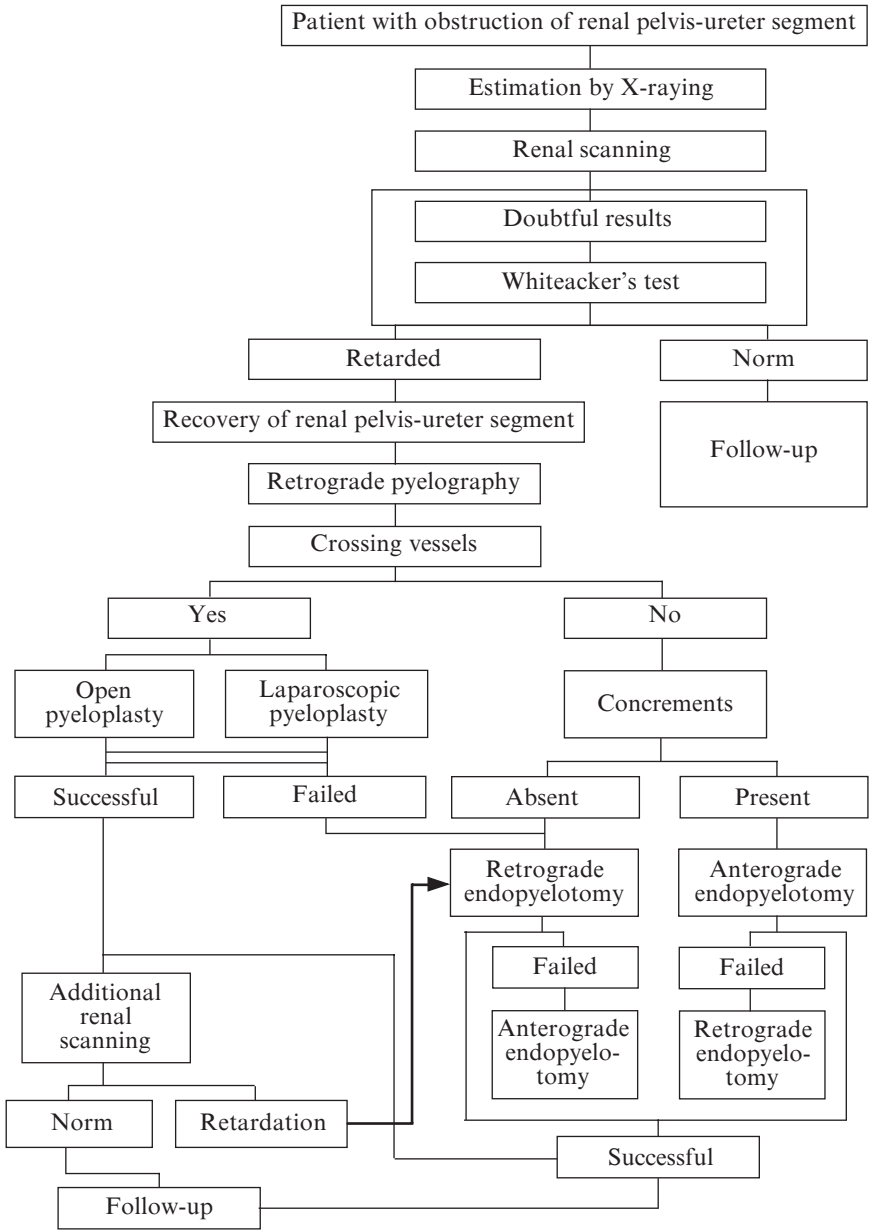 Patient with obstruction of renal pelvis-ureter segment
Estimation by X-raying
Renal scanning
Doubtful results
Whiteacker's test
Retarded
Norm
Recovery of renal pelvis-ureter segment
Follow-up
Retrograde pyelography
Crossing vessels
Yes
No
Open
pyeloplasty
Laparoscopic
pyeloplasty
Concrements
Successful
Failed
Absent
Present
Retrograde
endopyelotomy
Anterograde
endopyelotomy
Failed
Failed
Additional
renal
scanning
Anterograde
endopyelo-
tomy
Retrograde
endopyelo-
tomy
Norm
Retardation
Successful
Follow-up